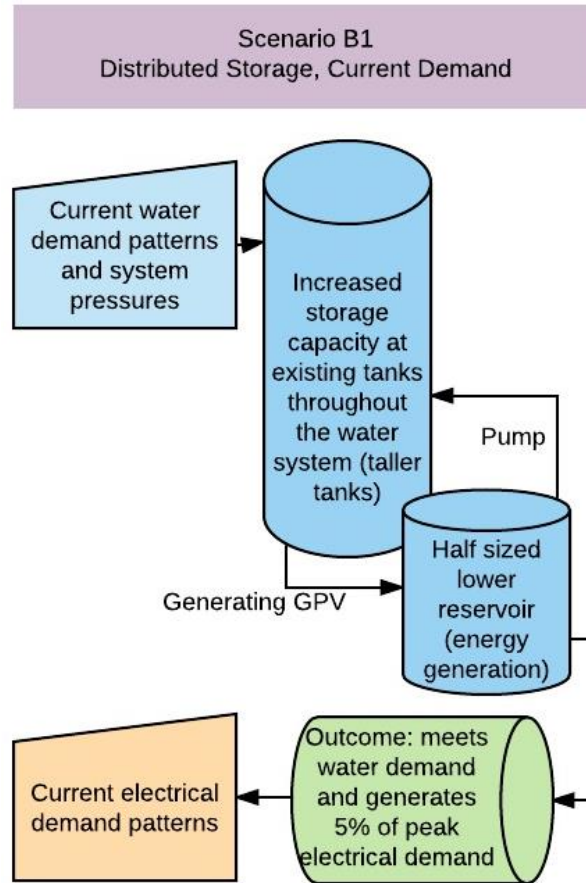 Scenario B1
Distributed Storage, Current Demand
Current water
demand patterns
and system
pressures
Increased
storage
capacity at
existing tanks
throughout
the water
system (taller
tanks)
Pump
Generating GPV
Half sized
lower
reservoir
(energy
generation)
Current electrical
demand patterns
Outcome: meets
water demand
and generates
5% of peak
electrical demand